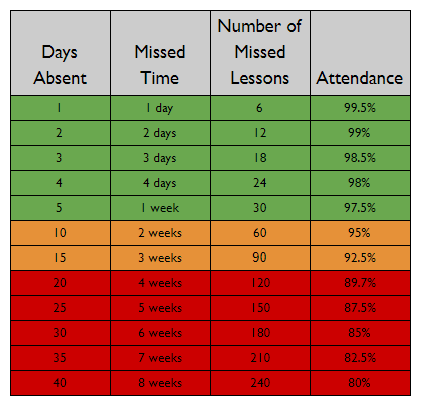 Days Absent Missed Time Number of Missed Lessons Attendance
1 1 day 6 99.5%
2 2 days 12 99%
3 3 days 18 98.5%
4 4 days 24 98%
5 1 week 30 97.5%
10 2 weeks 60 95%
15 3 weeks 90 92.5%
20 4 weeks 120 89.7%
25 5 weeks 150 87.5%
30 6 weeks 180 85%
35 7 weeks 210 82.5%
40 8 weeks 240 80%